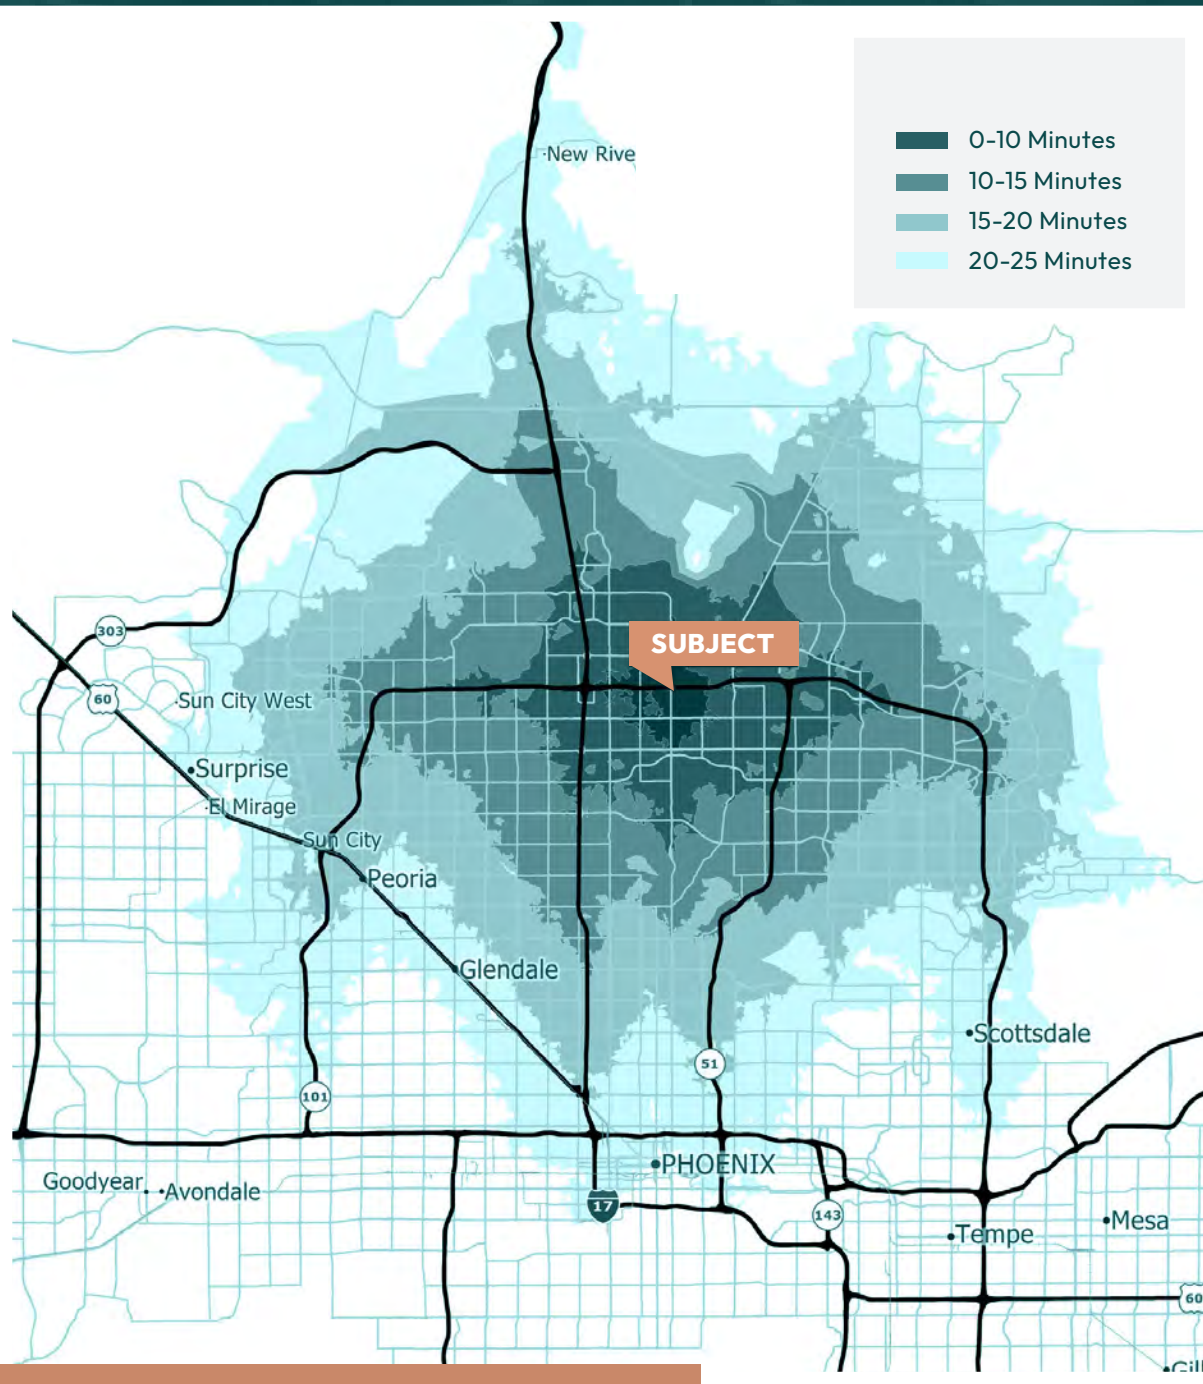 0-10 Minutes
10-15 Minutes
15-20 Minutes
20-25 Minutes
New Rive
SUBJECT
303
60
Sun City West
Surprise
El Mirage
Sun City
Peoria
Glendale
Scottsdale
51
101
PHOENIX
Goodyear
Avondale
17
143
Mesa
Tempe
60
Gil